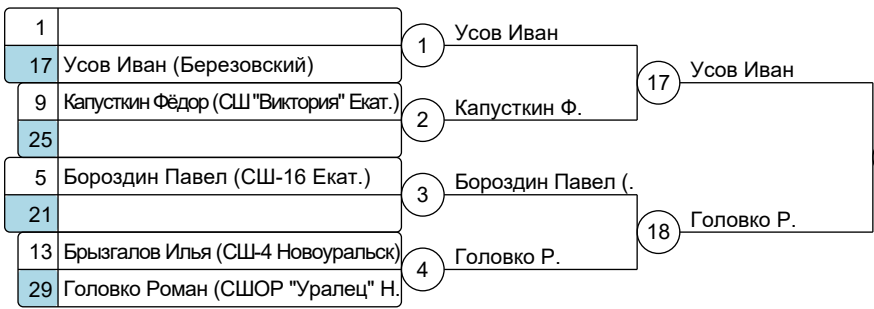 1
1
Усов Иван
17 Усов Иван (Березовский)
17
Усов Иван
9 Капусткин Фёдор (СШ "Виктория" Екат.)
2
Капусткин Ф.
25
5 Бороздин Павел (СШ-16 Екат.)
3
Бороздин Павел (.
21
18
Головко Р.
13 Брызгалов Илья (СШ-4 Новоуральск)
4
Головко Р.
29 Головко Роман (СШОР "Уралец" Н.